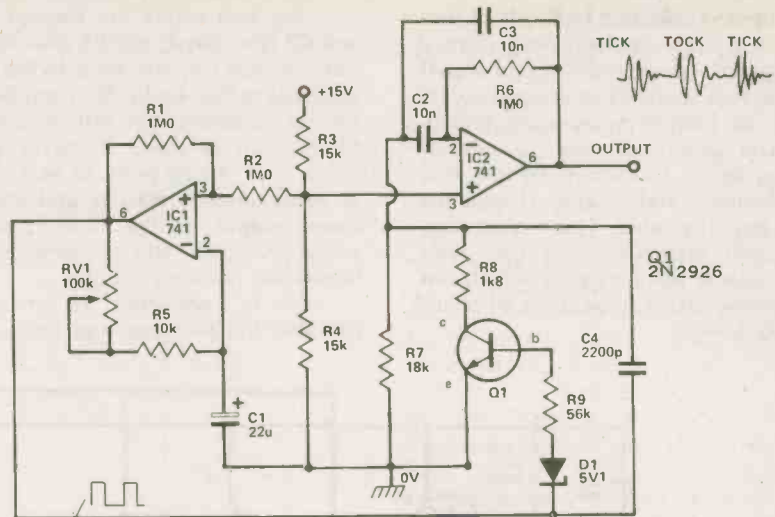 C3
10n
TICK
TOCK
TICK
R6
1M0
C2
10n
2
IC2
741
6
3
OUTPUT
+15V
R3
15k
R1
1M0
R2
1M0
3
IC1
741
6
2
RV1
100k
R5
10k
R4
15k
C1
22u
+
0V
R7
18k
R8
1k8
c
b
e
Q1
Q1
2N2926
C4
2200p
R9
56k
D1
5V1